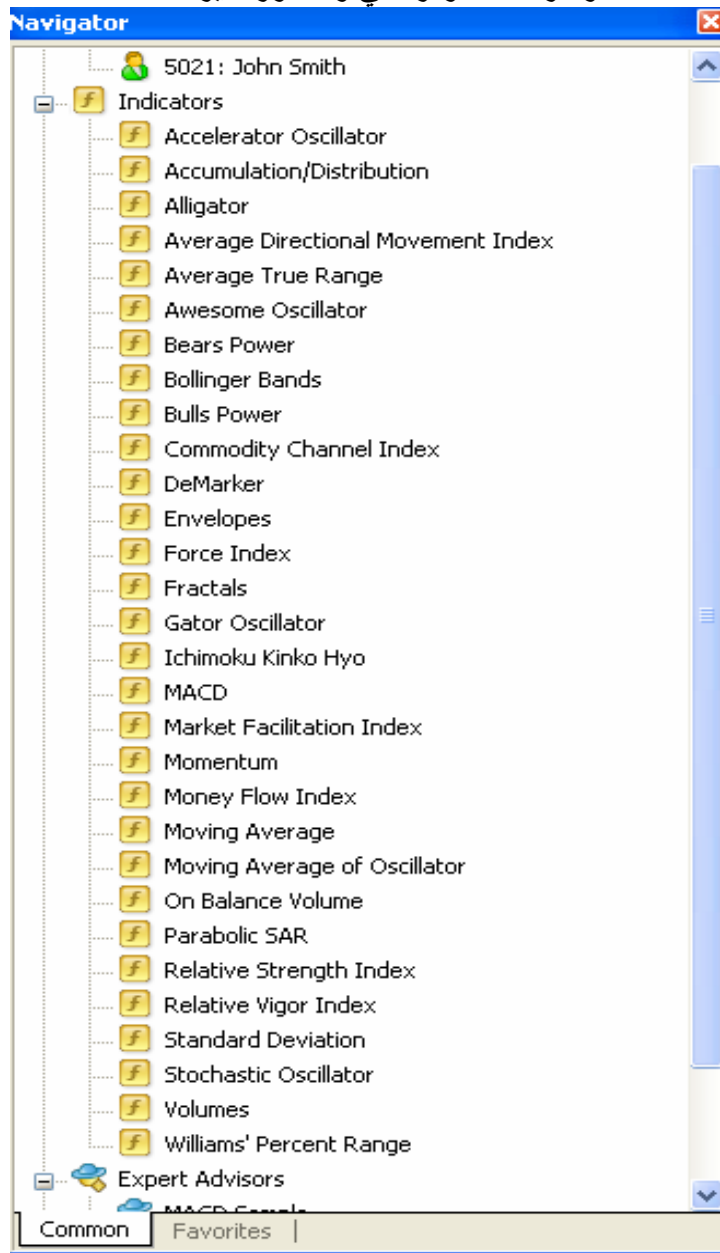 Navigator
5021: John Smith
Indicators
Accelerator Oscillator
Accumulation/Distribution
Alligator
Average Directional Movement Index
Average True Range
Awesome Oscillator
Bears Power
Bollinger Bands
Bulls Power
Commodity Channel Index
DeMarker
Envelopes
Force Index
Fractals
Gator Oscillator
Ichimoku Kinko Hyo
MACD
Market Facilitation Index
Momentum
Money Flow Index
Moving Average
Moving Average of Oscillator
On Balance Volume
Parabolic SAR
Relative Strength Index
Relative Vigor Index
Standard Deviation
Stochastic Oscillator
Volumes
Williams' Percent Range
Expert Advisors
MACD Sample
Common Favorites